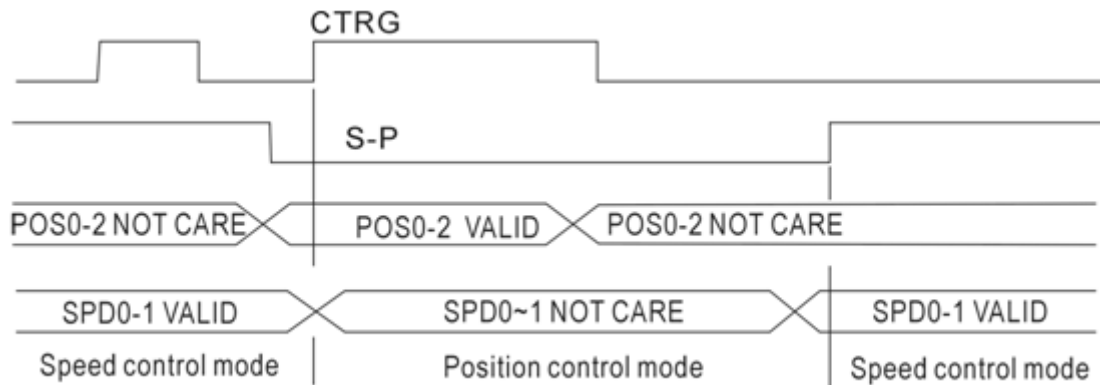 CTRG
S-P
POS0-2 NOT CARE POS0-2 VALID POS0-2 NOT CARE
SPD0-1 VALID SPD0~1 NOT CARE SPD0-1 VALID
Speed control mode Position control mode Speed control mode